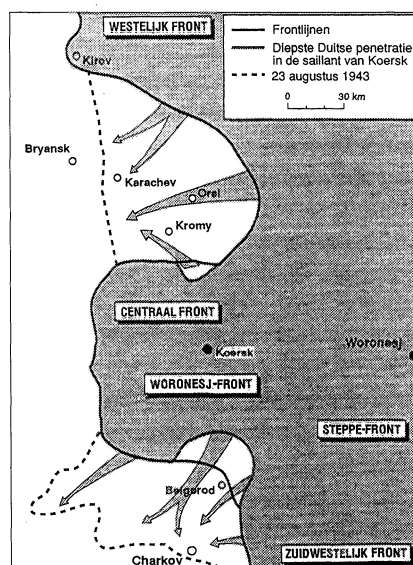 WESTELIJK FRONT
Frontlijnen
Diepste Duitse penetratie
in de saillant van Koersk
23 augustus 1943
0 30 km
Kirov
Bryansk
Karachev
Orel
Kromy
CENTRAAL FRONT
Koersk
Woronesj
WORONESJ-FRONT
STEPPE-FRONT
Belgorod
Charkov
ZUIDWESTELIJK FRONT